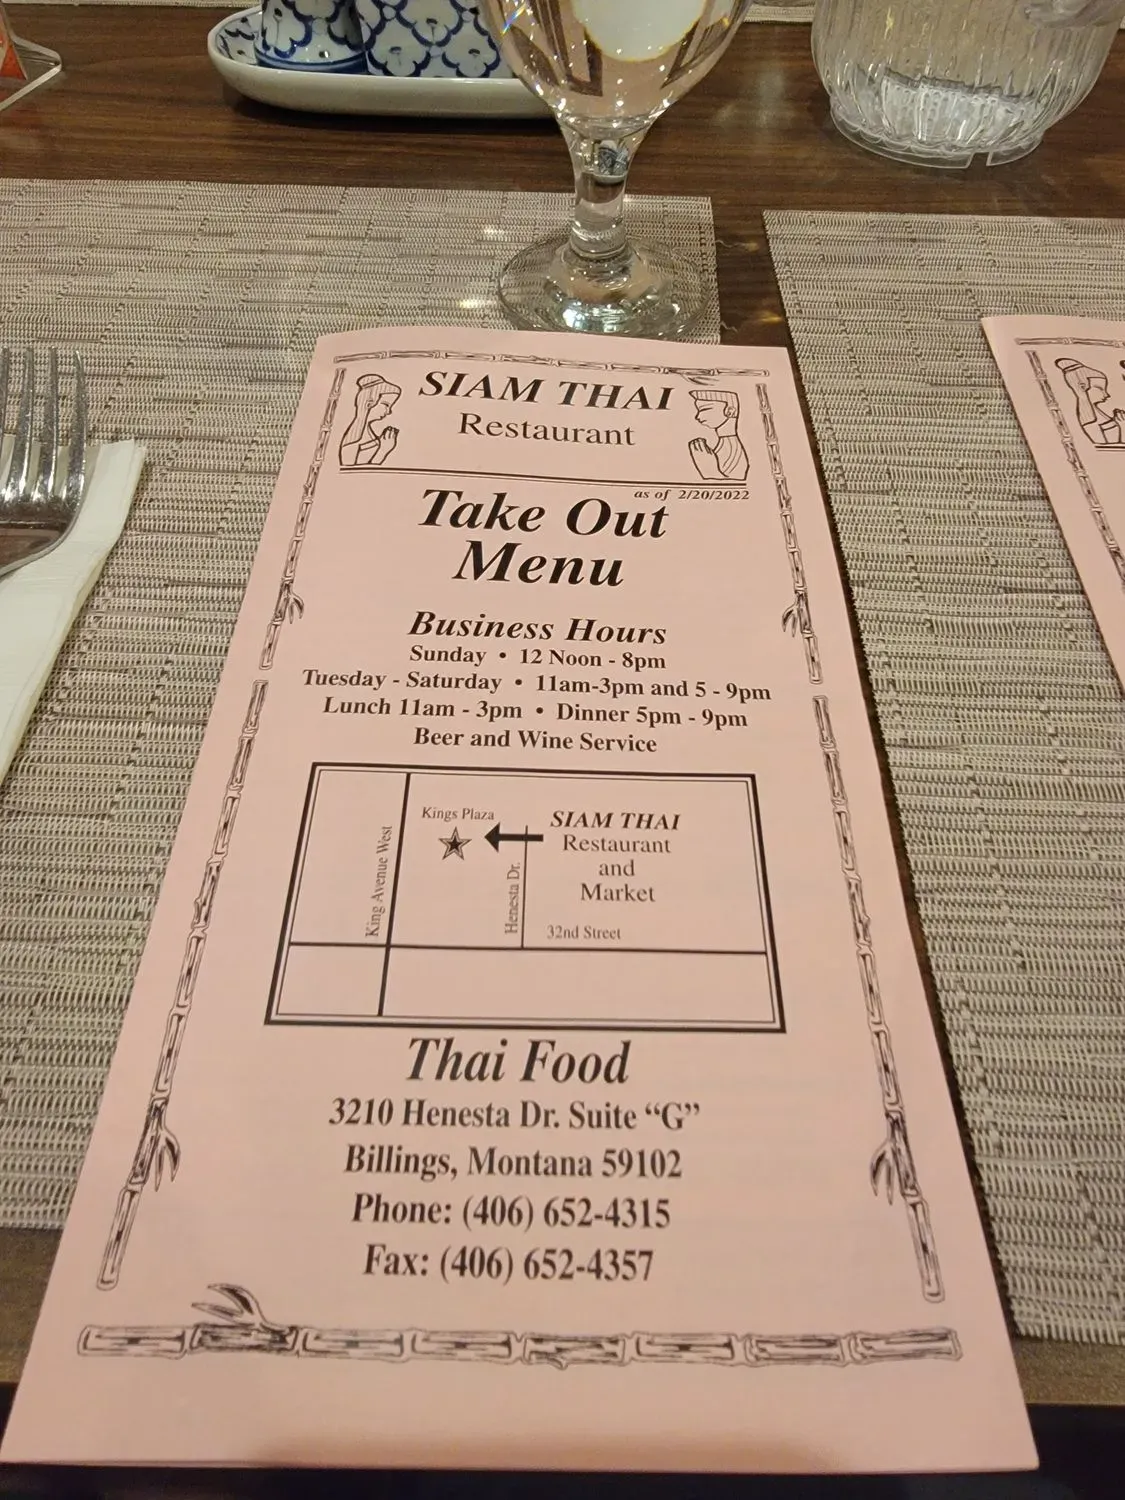 SIAM THAI
Restaurant
as of 2/20/2022
Take Out
Menu
Business Hours
Sunday • 12 Noon - 8pm
Tuesday - Saturday • 11am-3pm and 5 - 9pm
Lunch 11am - 3pm • Dinner 5pm - 9pm
Beer and Wine Service
Kings Plaza
King Avenue West
Henesta Dr.
SIAM THAI
Restaurant
and
Market
32nd Street
Thai Food
3210 Henesta Dr. Suite “G”
Billings, Montana 59102
Phone: (406) 652-4315
Fax: (406) 652-4357